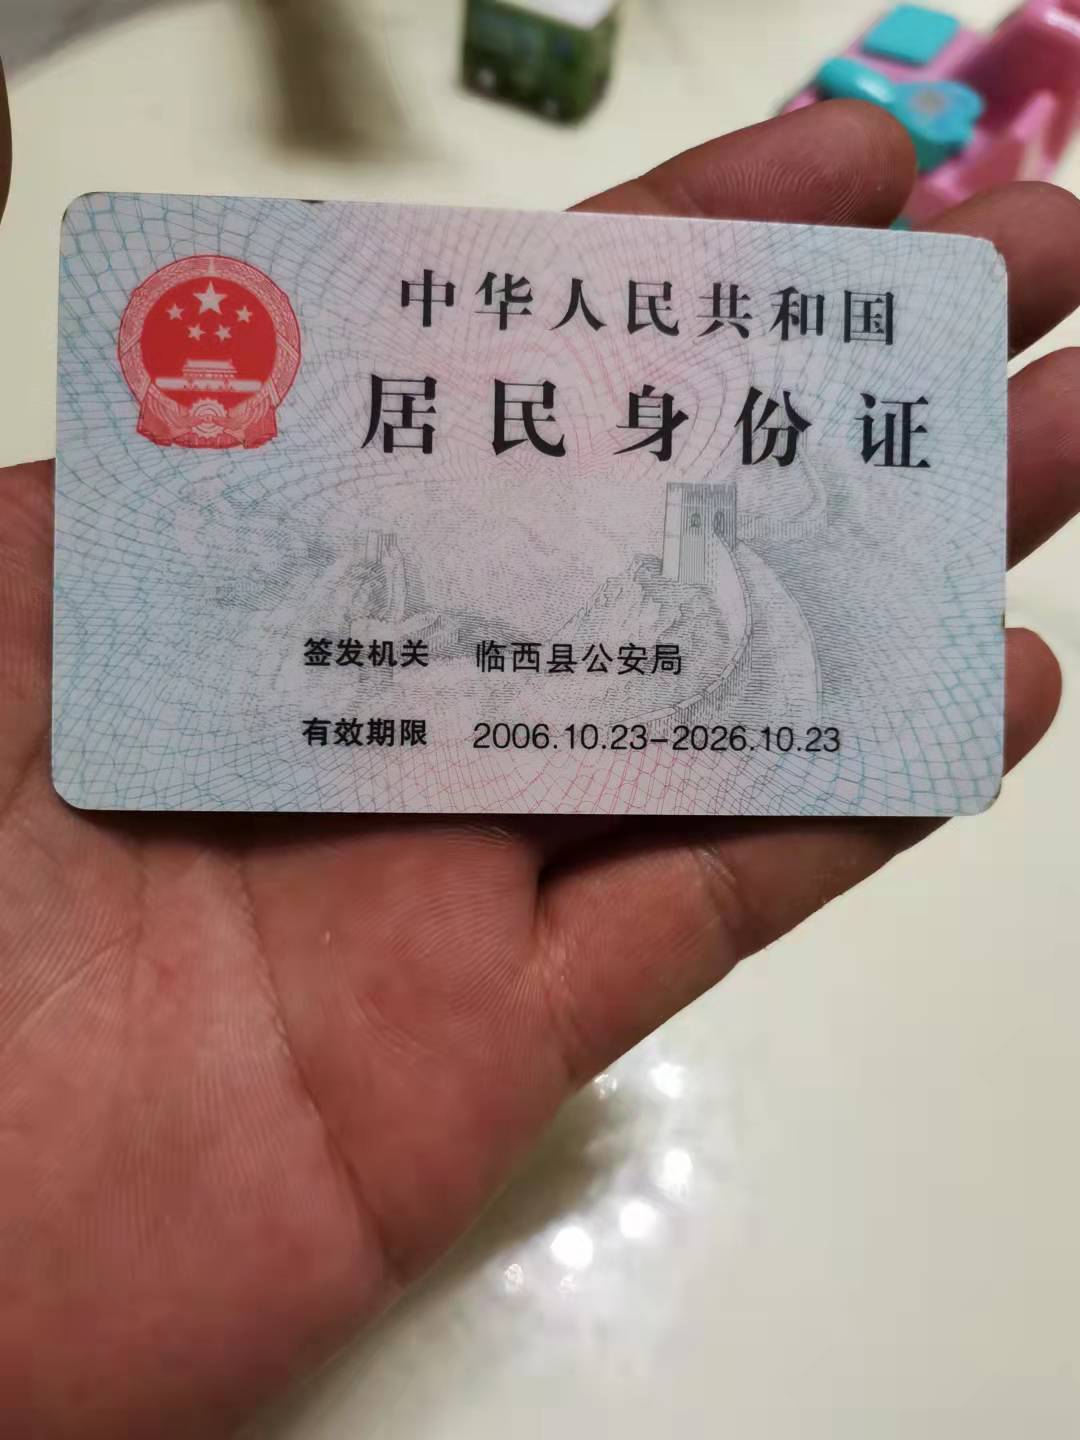 中华人民共和国
居民身份证
签发机关 临西县公安局
有效期限 2006.10.23-2026.10.23